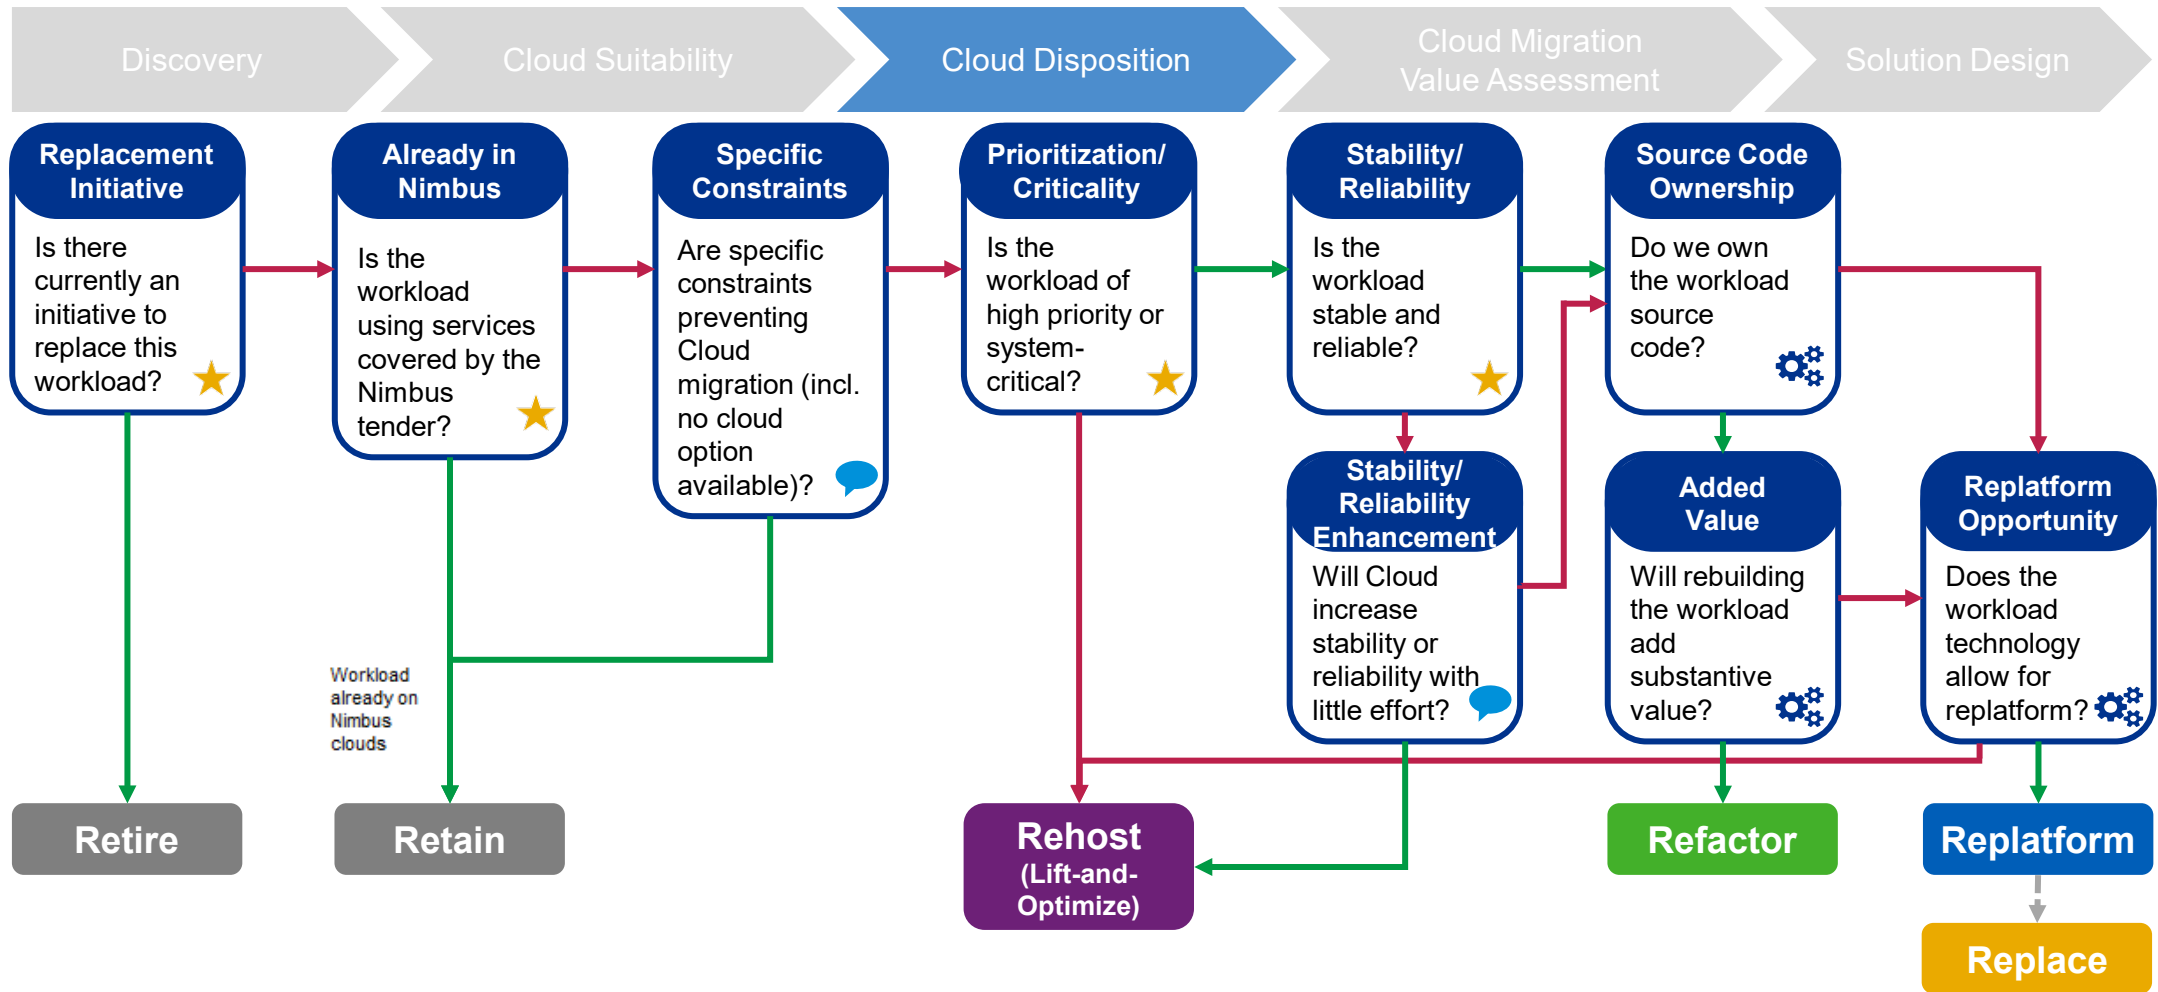 Discovery
Cloud Suitability
Cloud Disposition
Cloud Migration
Value Assessment
Solution Design
Replacement
Initiative
Is there
currently an
initiative to
replace this
workload?
Already in
Nimbus
Is the
workload
using services
covered by the
Nimbus
tender?
Specific
Constraints
Are specific
constraints
preventing
Cloud
migration (incl.
no cloud
option
available)?
Prioritization/
Criticality
Is the
workload of
high priority or
system-
critical?
Stability/
Reliability
Is the
workload
stable and
reliable?
Source Code
Ownership
Do we own
the workload
source
code?
Stability/
Reliability
Enhancement
Will Cloud
increase
stability or
reliability with
little effort?
Added
Value
Will rebuilding
the workload
add
substantive
value?
Replatform
Opportunity
Does the
workload
technology
allow for
replatform?
Workload
already on
Nimbus
clouds
Retire
Retain
Rehost
(Lift-and-
Optimize)
Refactor
Replatform
Replace